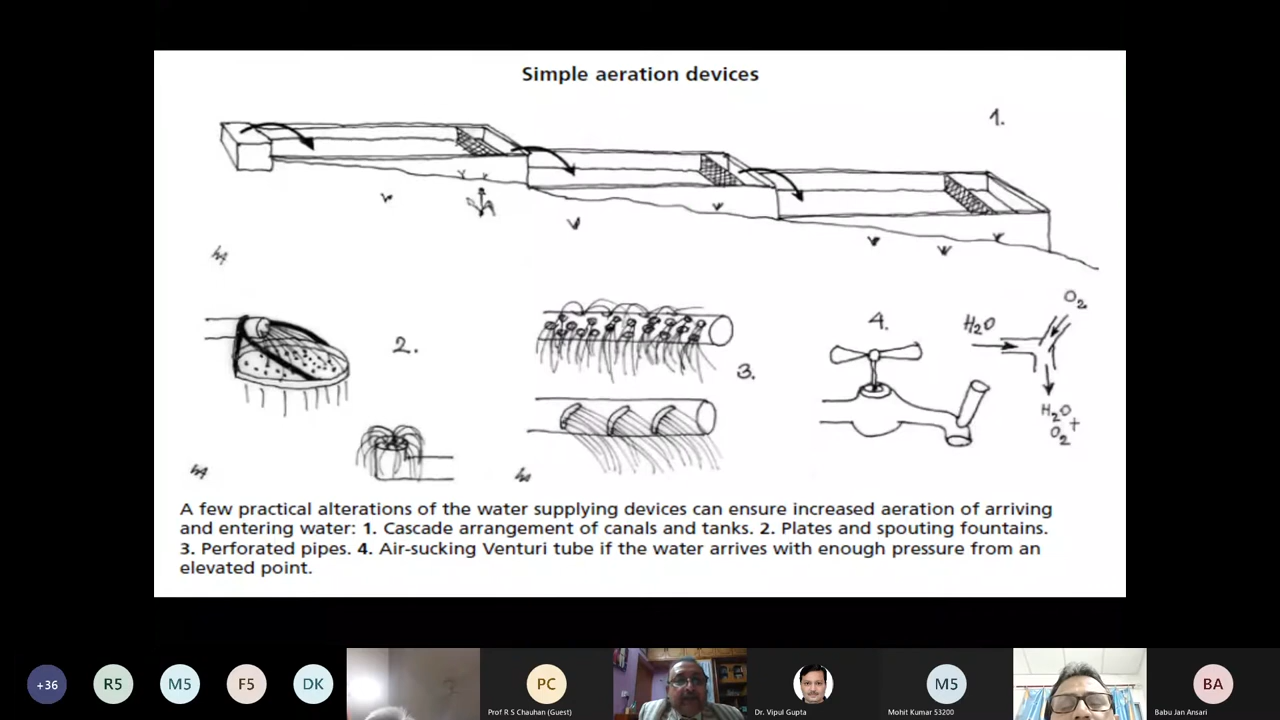 Simple aeration devices
1.
2.
3.
4.
H₂O
O₂
H₂O
+
O₂
A few practical alterations of the water supplying devices can ensure increased aeration of arriving
and entering water: 1. Cascade arrangement of canals and tanks. 2. Plates and spouting fountains.
3. Perforated pipes. 4. Air-sucking Venturi tube if the water arrives with enough pressure from an
elevated point.
+36
R5
M5
F5
DK
PC
Prof R S Chauhan (Guest)
Dr. Vipul Gupta
M5
Mohit Kumar 53200
BA
Babu Jan Ansari